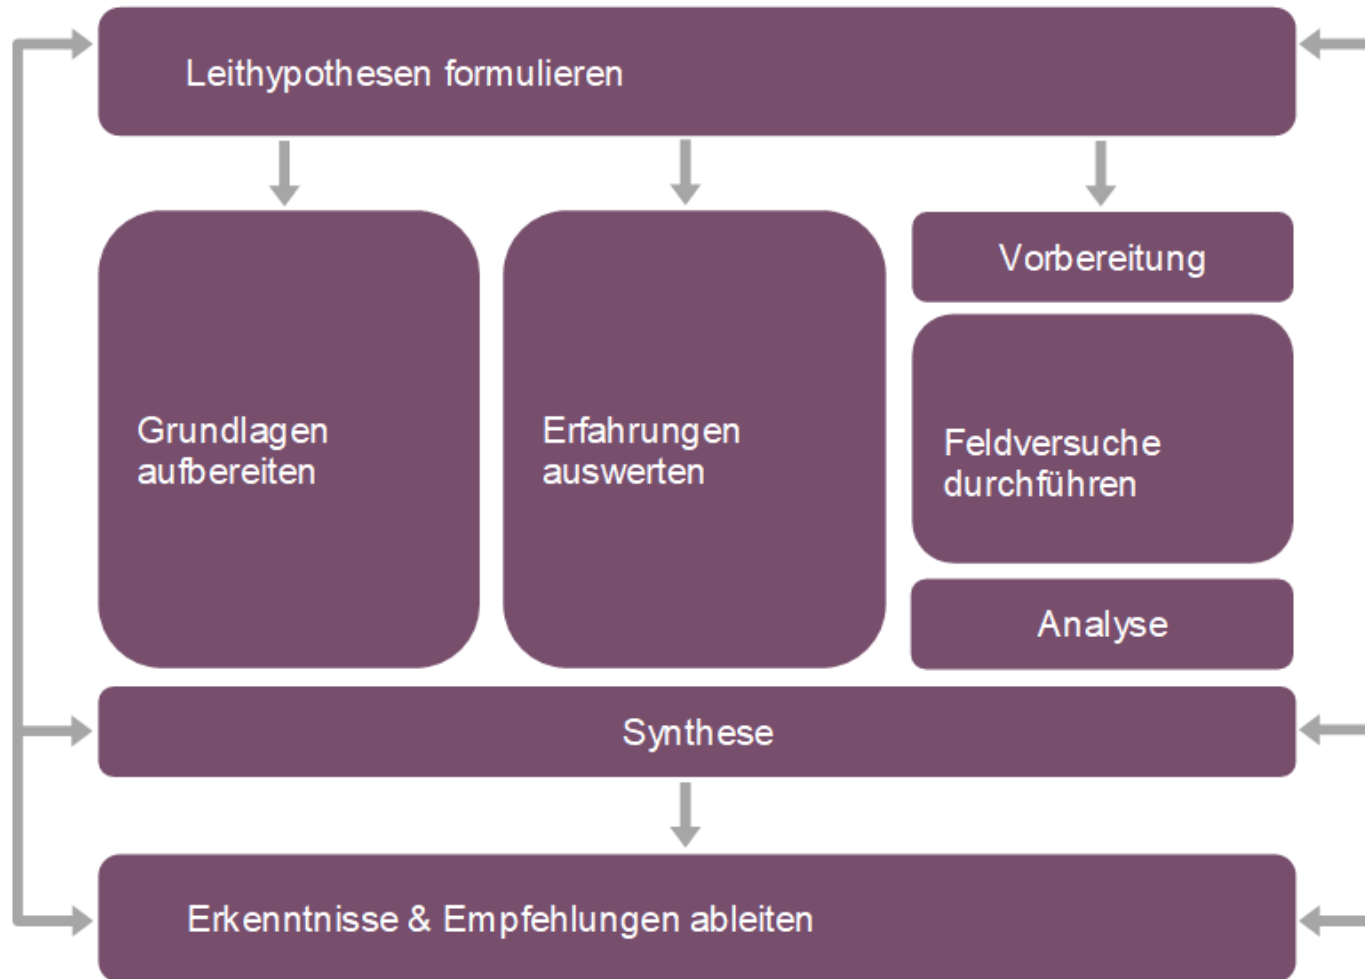 Leithypothesen formulieren
Grundlagen
aufbereiten
Erfahrungen
auswerten
Vorbereitung
Feldversuche
durchführen
Analyse
Synthese
Erkenntnisse & Empfehlungen ableiten